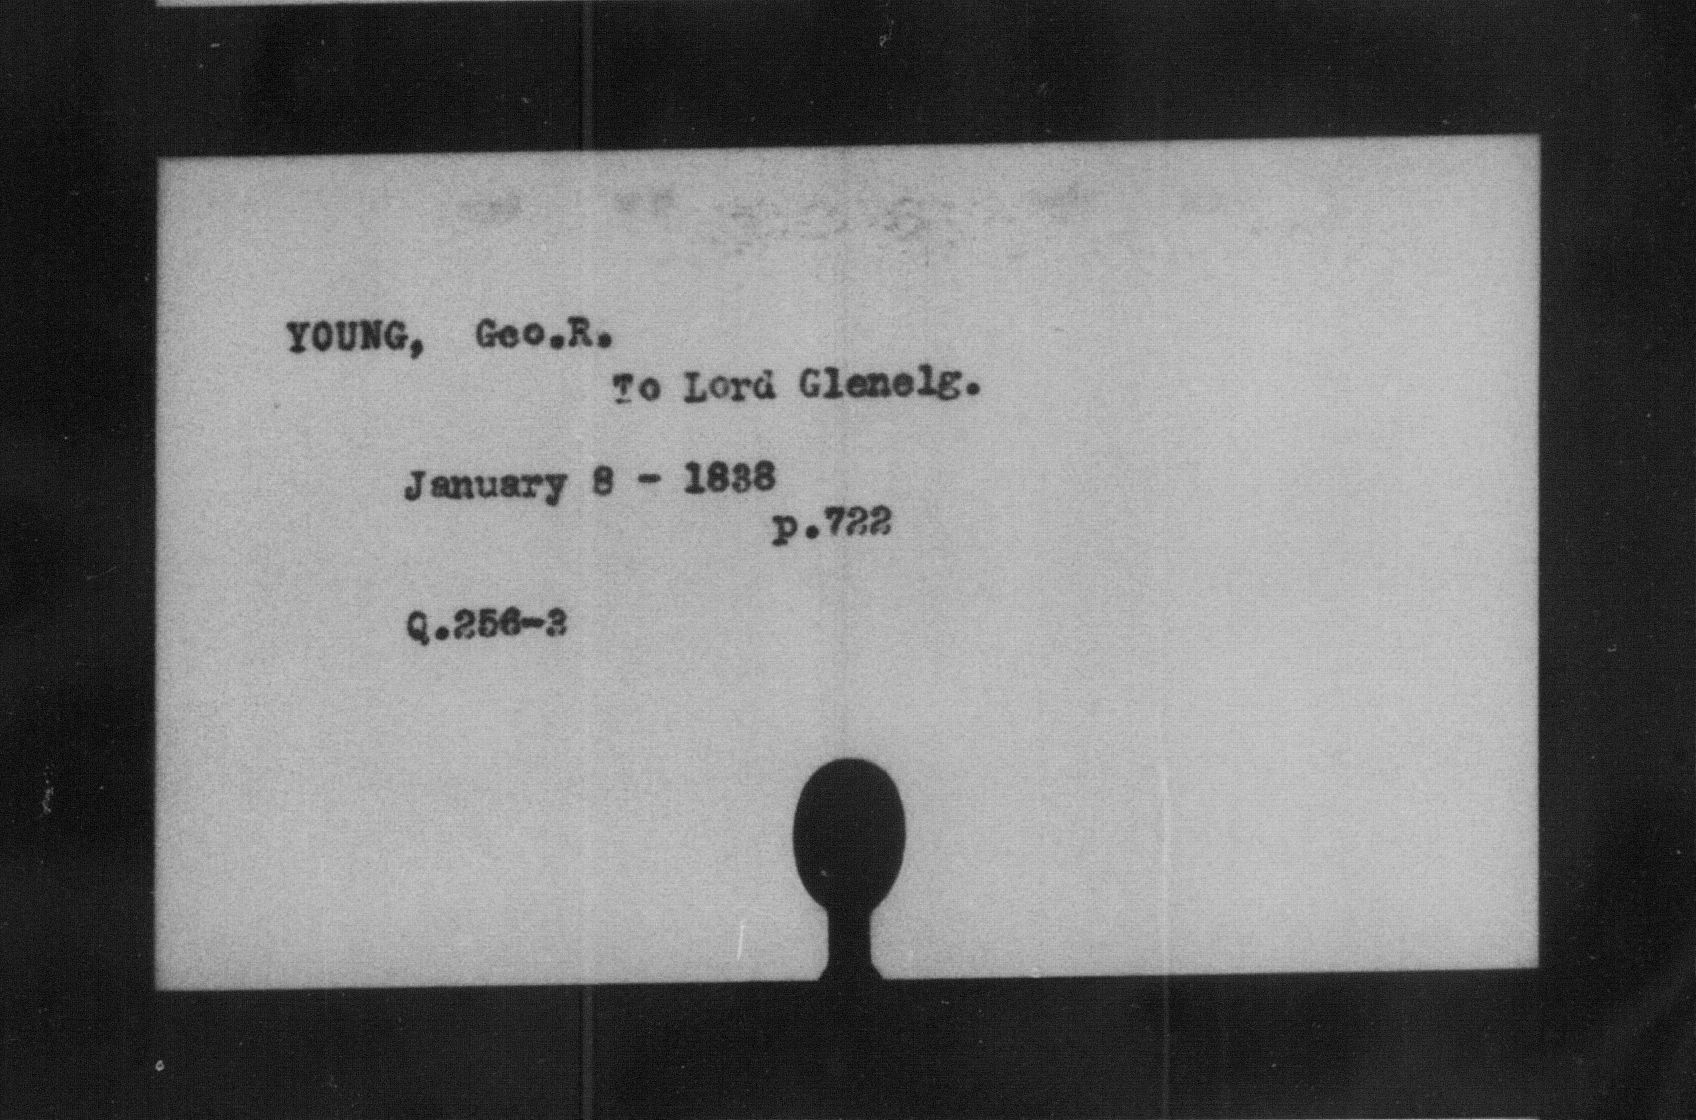 YOUNG, Geo.R.
To Lord Glenelg.
January 8 - 1838
p.722
Q.256-3